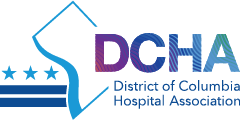 DCHA
District of Columbia
Hospital Association